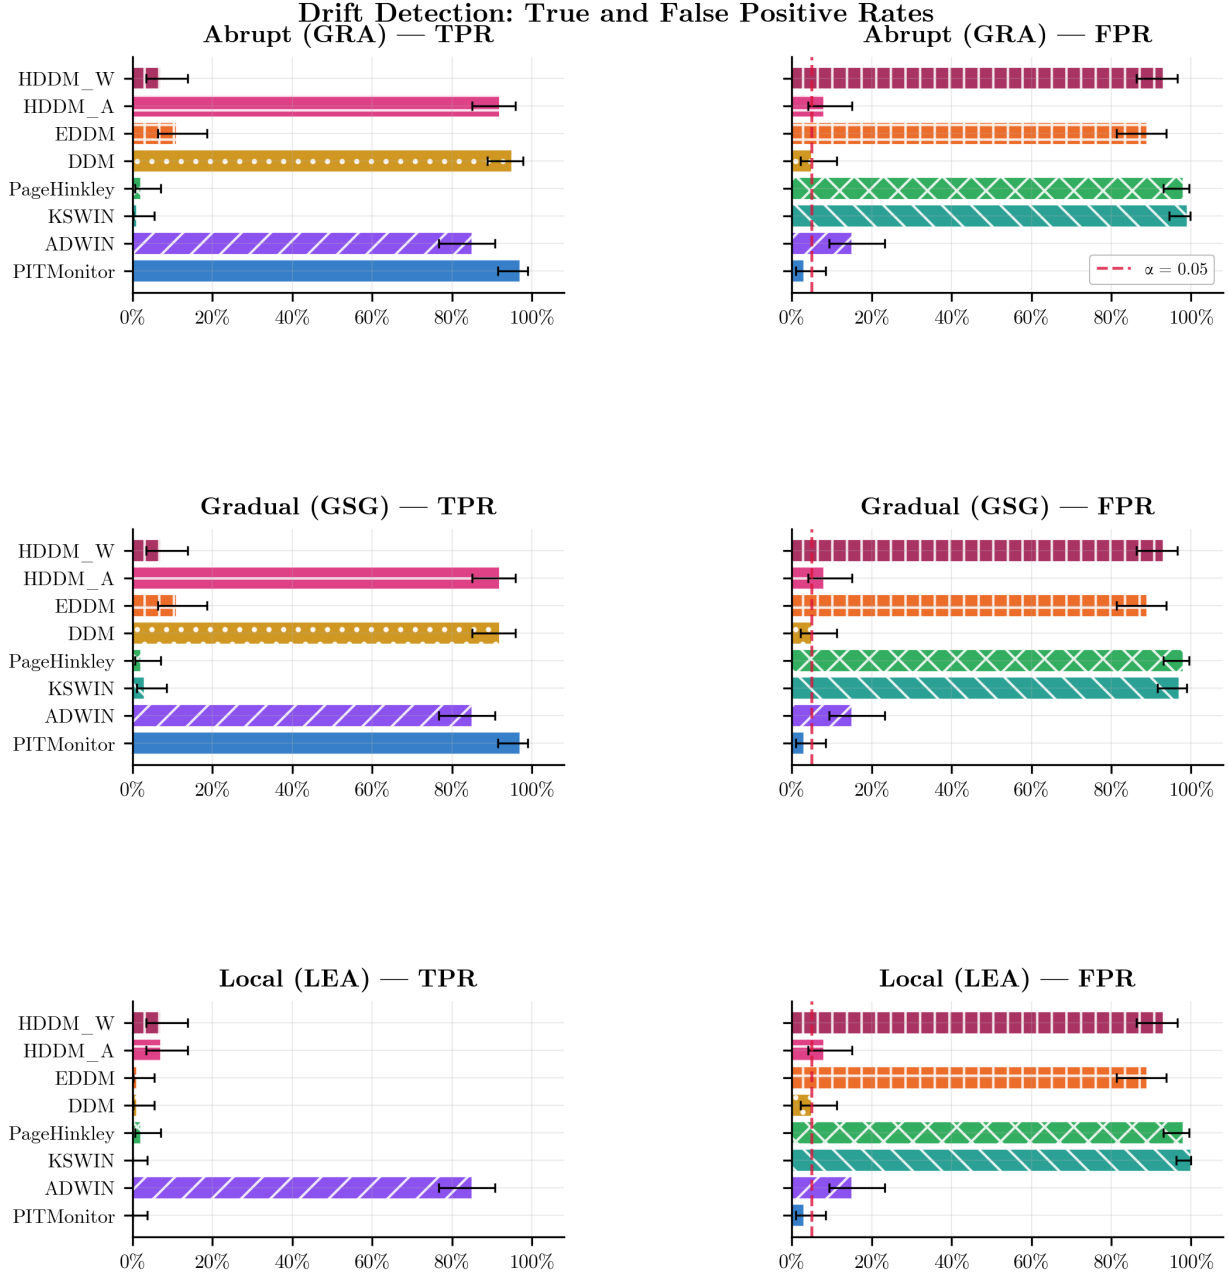 Drift Detection: True and False Positive Rates
Abrupt (GRA) — TPR
HDDM_W
HDDM_A
EDDM
DDM
PageHinkley
KSWIN
ADWIN
PITMonitor
0% 20% 40% 60% 80% 100%
Abrupt (GRA) — FPR
α = 0.05
0% 20% 40% 60% 80% 100%
Gradual (GSG) — TPR
HDDM_W
HDDM_A
EDDM
DDM
PageHinkley
KSWIN
ADWIN
PITMonitor
0% 20% 40% 60% 80% 100%
Gradual (GSG) — FPR
0% 20% 40% 60% 80% 100%
Local (LEA) — TPR
HDDM_W
HDDM_A
EDDM
DDM
PageHinkley
KSWIN
ADWIN
PITMonitor
0% 20% 40% 60% 80% 100%
Local (LEA) — FPR
0% 20% 40% 60% 80% 100%